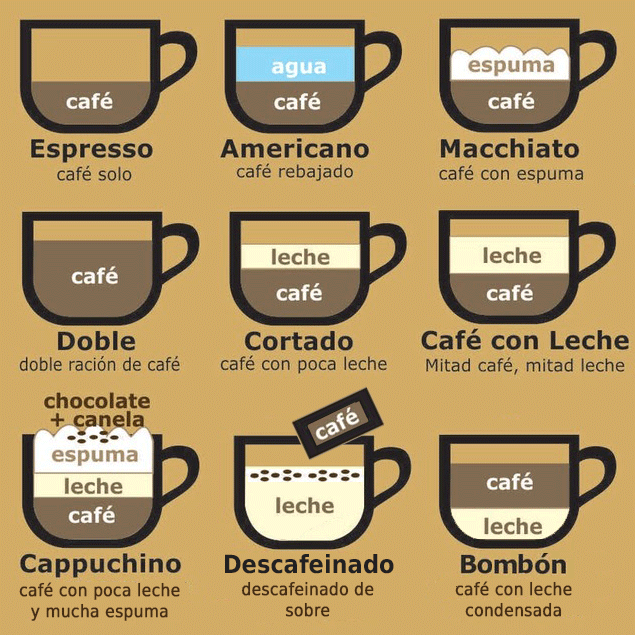 café
Espresso
café solo
agua
café
Americano
café rebajado
espuma
café
Macchiato
café con espuma
café
Doble
doble ración de café
leche
café
Cortado
café con poca leche
leche
café
Café con Leche
Mitad café, mitad leche
chocolate
+ canela
espuma
leche
café
Cappuchino
café con poca leche
y mucha espuma
café
leche
Descafeinado
descafeinado de
sobre
café
leche
Bombón
café con leche
condensada